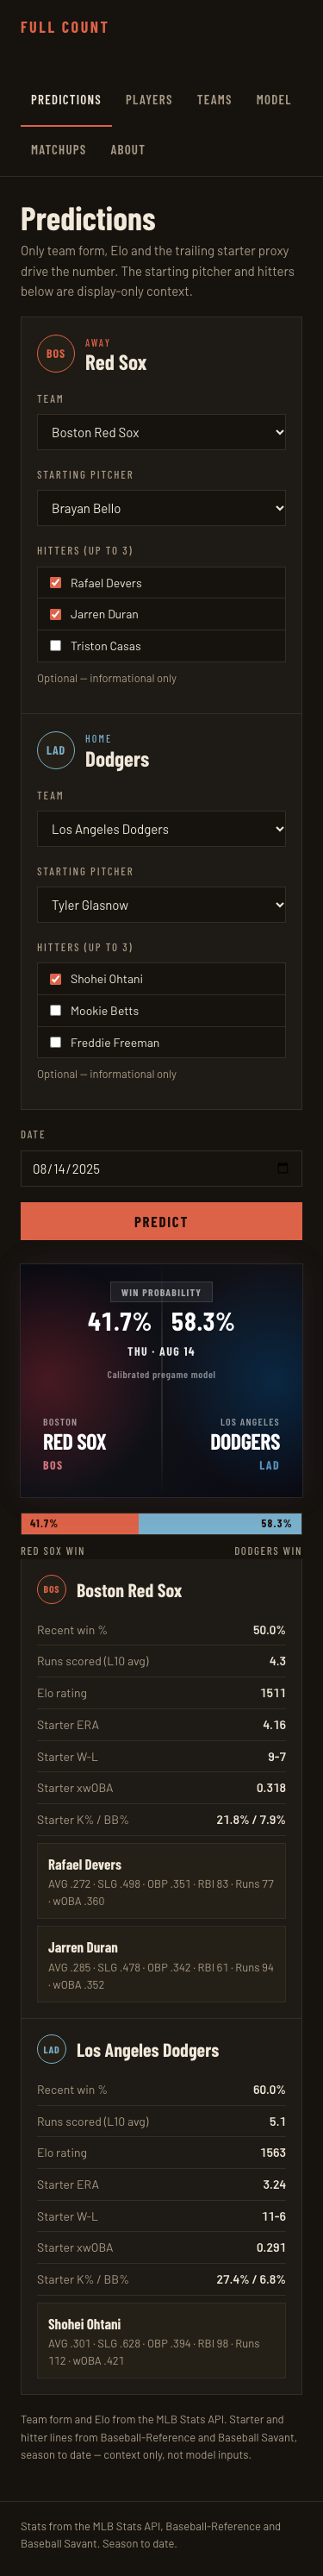 FULL COUNT
PREDICTIONS PLAYERS TEAMS MODEL
MATCHUPS ABOUT
Predictions
Only team form, Elo and the trailing starter proxy
drive the number. The starting pitcher and hitters
below are display-only context.
BOS
AWAY
Red Sox
TEAM
Boston Red Sox
STARTING PITCHER
Brayan Bello
HITTERS (UP TO 3)
Rafael Devers
Jarren Duran
Triston Casas
Optional — informational only
LAD
HOME
Dodgers
TEAM
Los Angeles Dodgers
STARTING PITCHER
Tyler Glasnow
HITTERS (UP TO 3)
Shohei Ohtani
Mookie Betts
Freddie Freeman
Optional — informational only
DATE
08/14/2025
PREDICT
WIN PROBABILITY
41.7% 58.3%
THU · AUG 14
Calibrated pregame model
BOSTON LOS ANGELES
RED SOX DODGERS
BOS LAD
41.7% 58.3%
RED SOX WIN DODGERS WIN
BOS Boston Red Sox
Recent win % 50.0%
Runs scored (L10 avg) 4.3
Elo rating 1511
Starter ERA 4.16
Starter W-L 9-7
Starter xwOBA 0.318
Starter K% / BB% 21.8% / 7.9%
Rafael Devers
AVG .272 · SLG .498 · OBP .351 · RBI 83 · Runs 77
· wOBA .360
Jarren Duran
AVG .285 · SLG .478 · OBP .342 · RBI 61 · Runs 94
· wOBA .352
LAD Los Angeles Dodgers
Recent win % 60.0%
Runs scored (L10 avg) 5.1
Elo rating 1563
Starter ERA 3.24
Starter W-L 11-6
Starter xwOBA 0.291
Starter K% / BB% 27.4% / 6.8%
Shohei Ohtani
AVG .301 · SLG .628 · OBP .394 · RBI 98 · Runs
112 · wOBA .421
Team form and Elo from the MLB Stats API. Starter and
hitter lines from Baseball-Reference and Baseball Savant,
season to date — context only, not model inputs.
Stats from the MLB Stats API, Baseball-Reference and
Baseball Savant. Season to date.